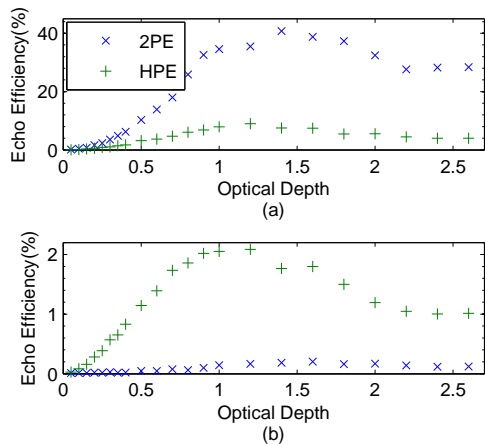 40
20
0
Echo Efficiency(%)
2PE
HPE
0 0.5 1 1.5 2 2.5
Optical Depth
(a)
2
1
0
Echo Efficiency(%)
0 0.5 1 1.5 2 2.5
Optical Depth
(b)